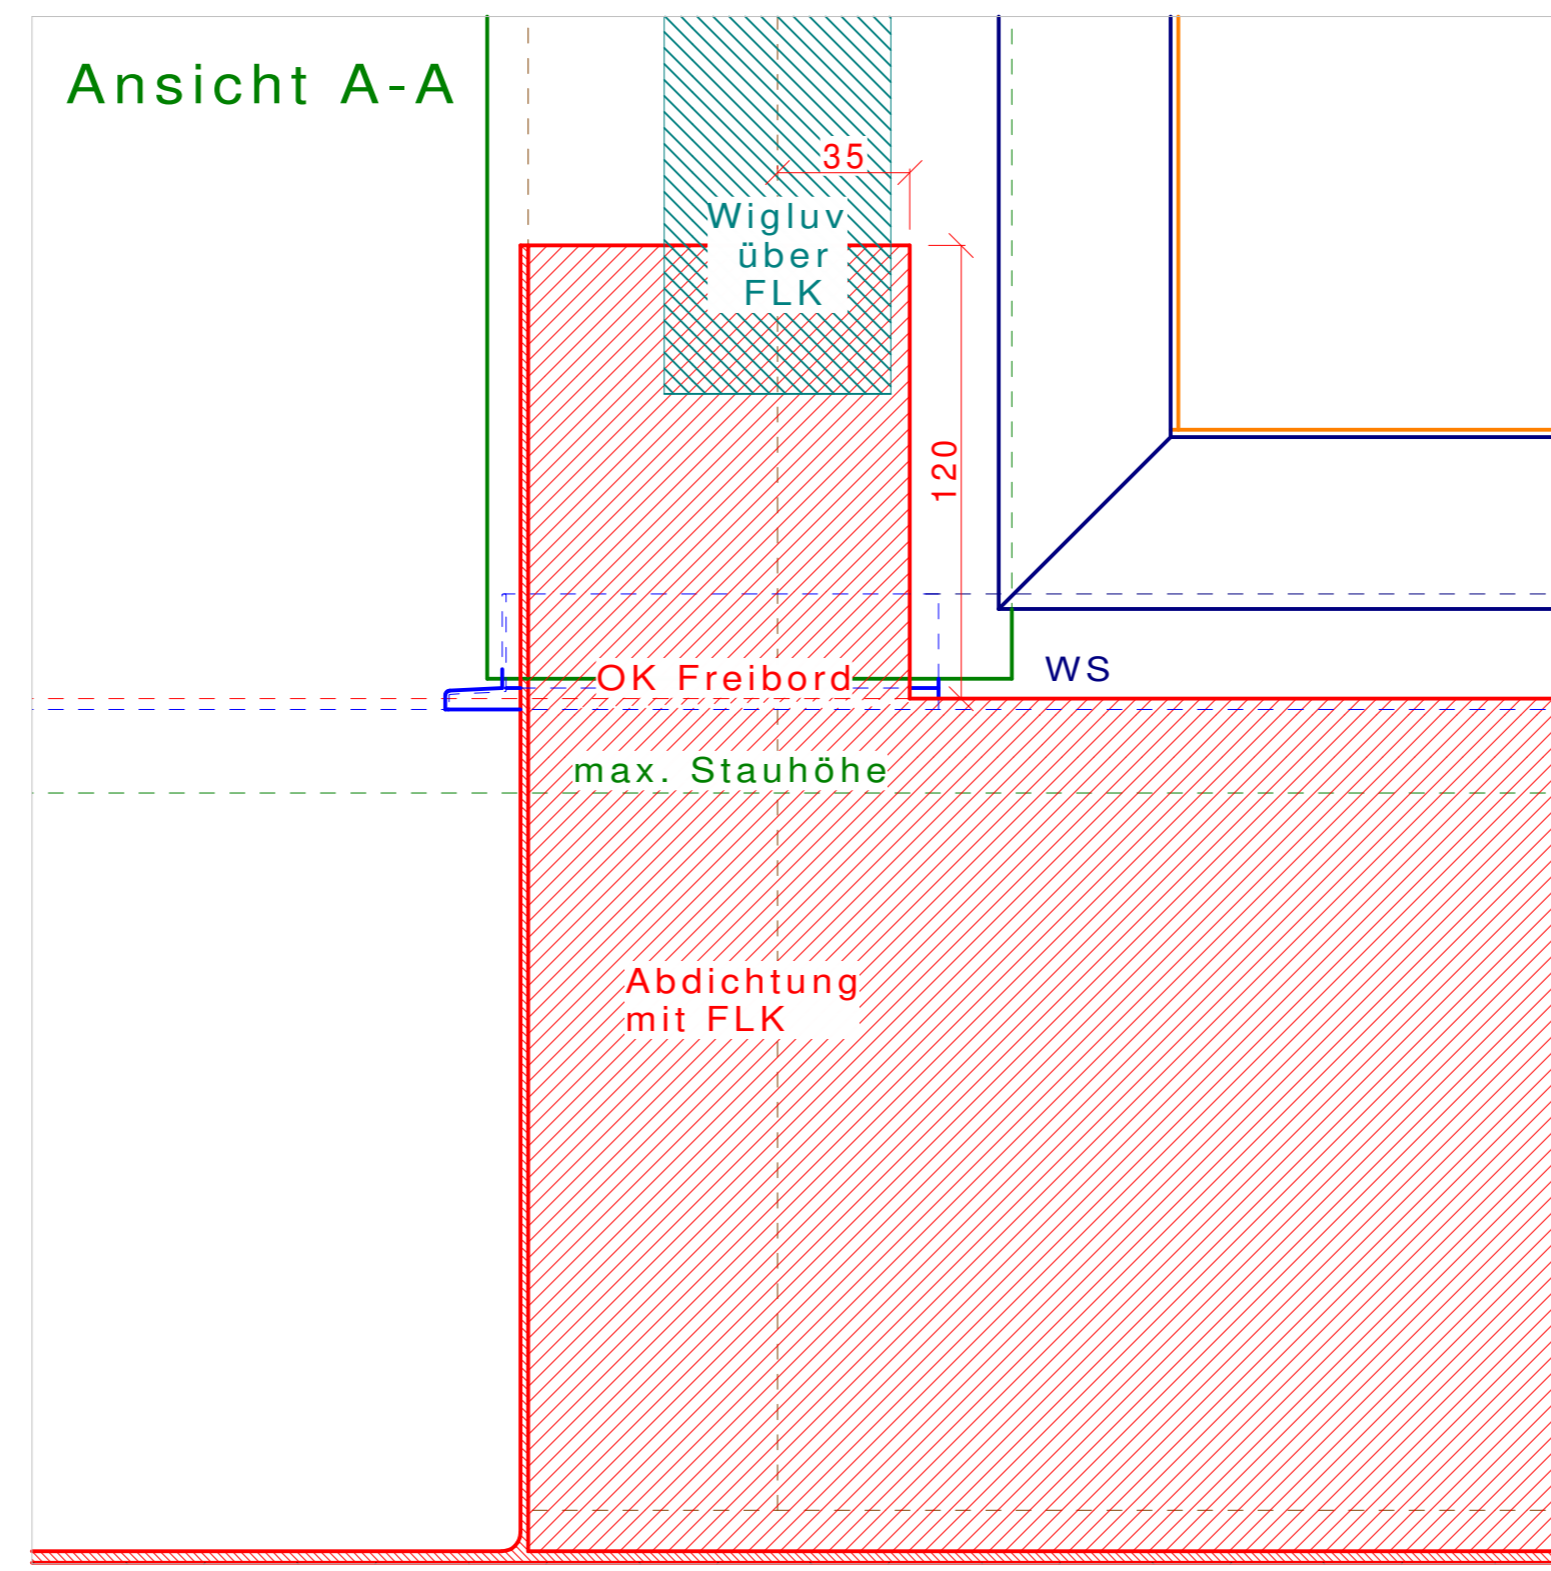 Ansicht A-A
35
Wigluv
über
FLK
120
OK Freibord
WS
max. Stauhöhe
Abdichtung
mit FLK